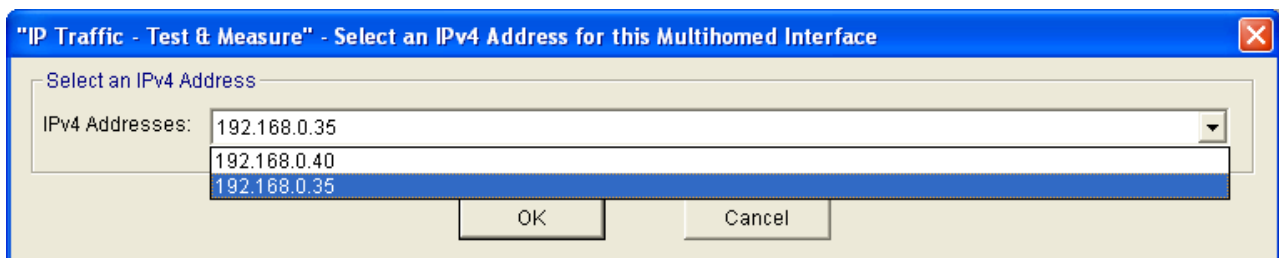 "IP Traffic - Test & Measure" - Select an IPv4 Address for this Multihomed Interface
Select an IPv4 Address
IPv4 Addresses: 192.168.0.35
192.168.0.40
192.168.0.35
OK Cancel